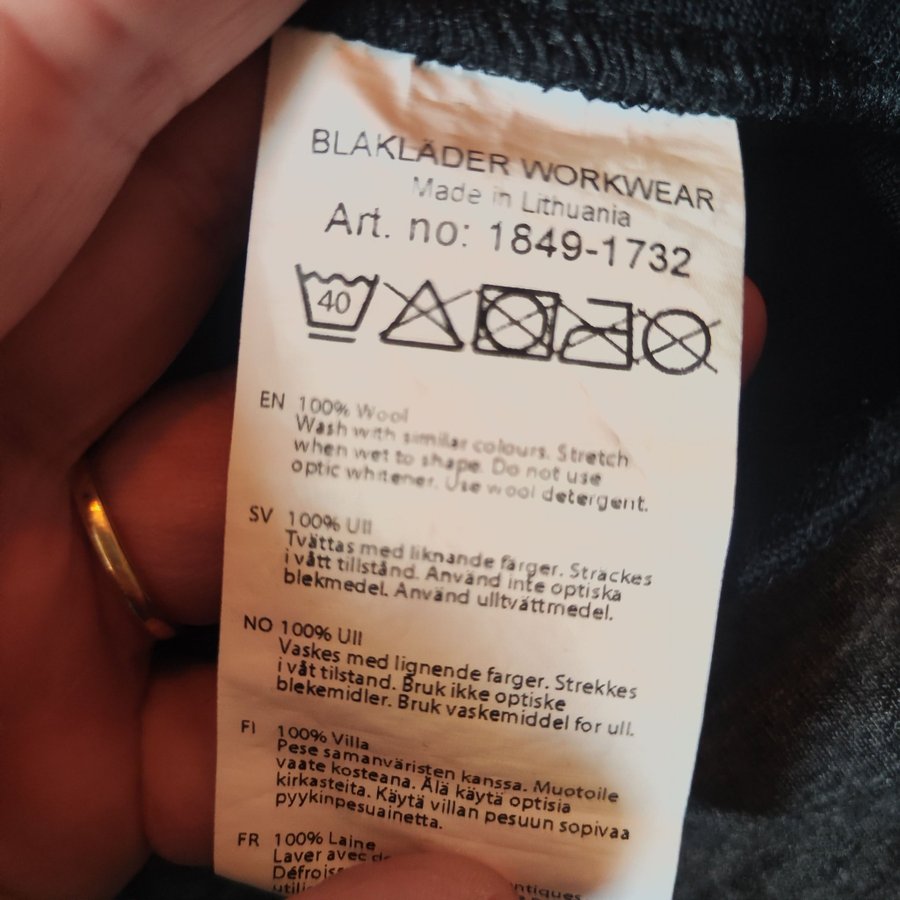 BLAKLÄDER WORKWEAR
Made in Lithuania
Art. no: 1849-1732
40
EN 100% Wool
Wash with similar colours. Stretch
when wet to shape. Do not use
optic whitener. Use wool detergent.
SV 100% Ull
Tvättas med liknande färger. Sträckes
i vått tillstånd. Använd inte optiska
blekmedel. Använd ulltvättmedel.
NO 100% Ull
Vaskes med lignende farger. Strekkes
i våt tilstand. Bruk ikke optiske
blekemidler. Bruk vaskemiddel for ull.
FI 100% Villa
Pese samanväristen kanssa. Muotoile
vaate kosteana. Älä käytä optisia
kirkasteita. Käytä villan pesuun sopivaa
pyykinpesuainetta.
FR 100% Laine
Laver avec